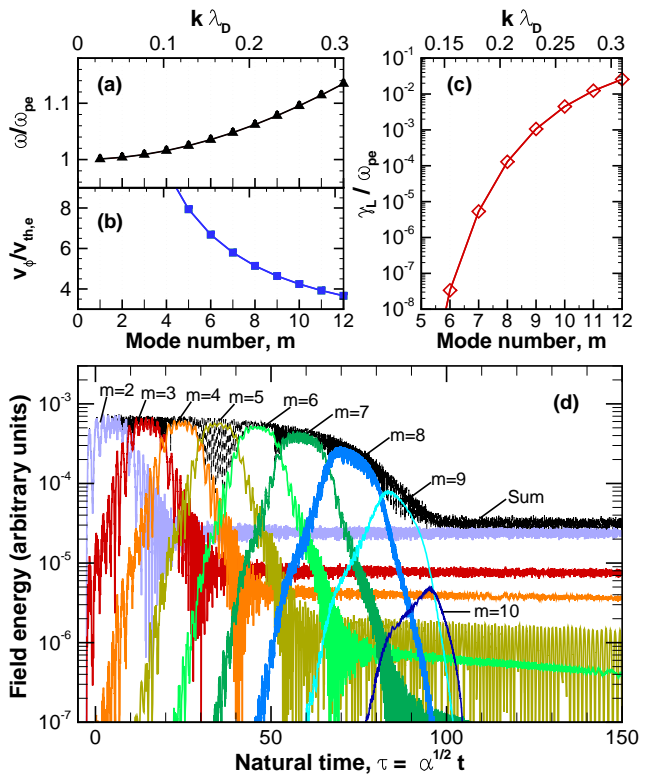 k λD
0 0.1 0.2 0.3
(a)
ω/ωpe
1.1
1
(b)
vϕ/vth,e
8
6
4
0 2 4 6 8 10 12
Mode number, m
k λD
0.15 0.2 0.25 0.3
(c)
γL / ωpe
10-1
10-2
10-3
10-4
10-5
10-6
10-7
10-8
5 6 7 8 9 10 11 12
Mode number, m
(d)
Field energy (arbitrary units)
10-3
10-4
10-5
10-6
10-7
m=2
m=3
m=4
m=5
m=6
m=7
m=8
m=9
Sum
m=10
0 50 100 150
Natural time, τ = α1/2 t